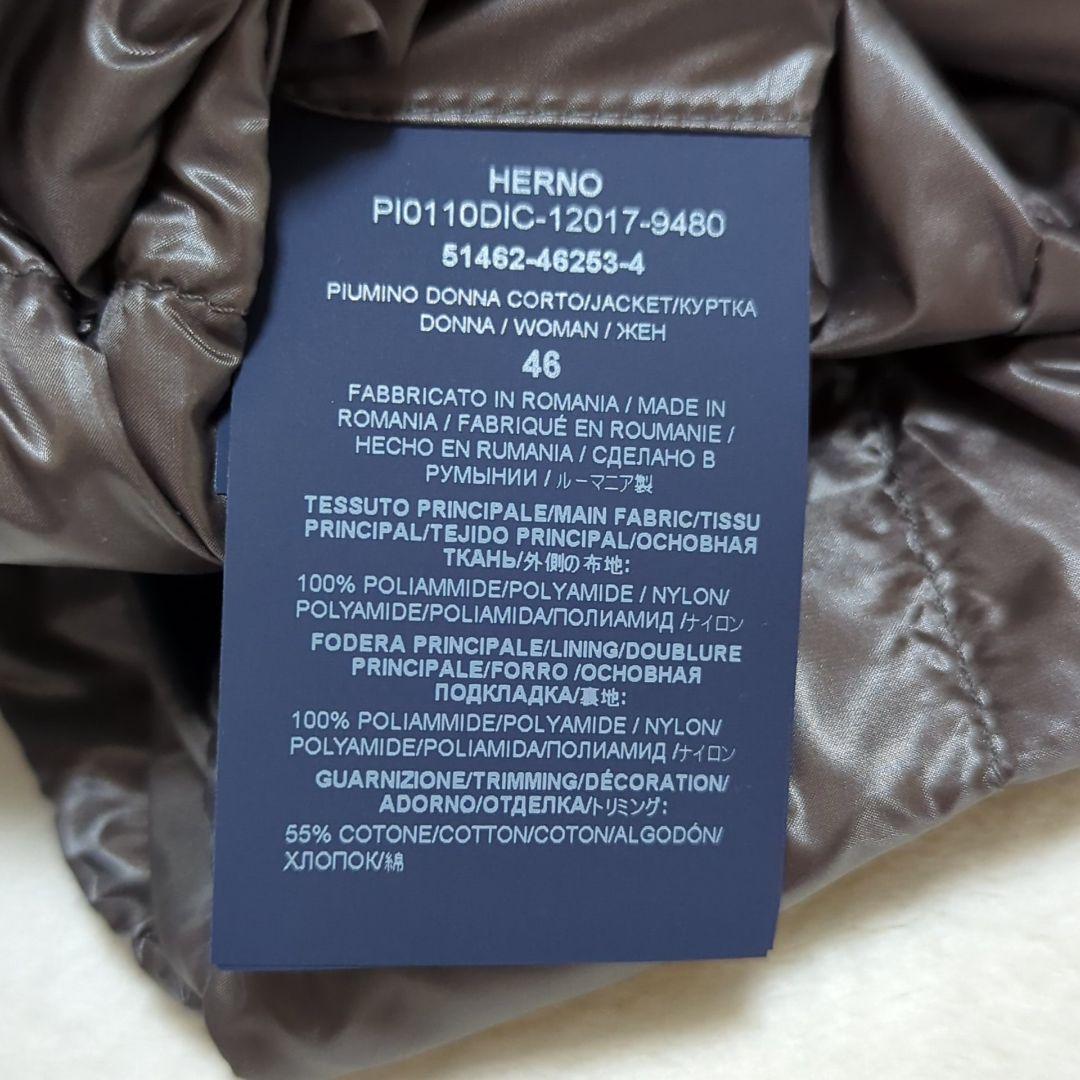 HERNO
PI0110DIC-12017-9480
51462-46253-4
PIUMINO DONNA CORTO/JACKET/КУРТКА
DONNA / WOMAN / ЖЕН
46
FABBRICATO IN ROMANIA / MADE IN
ROMANIA / FABRIQUÉ EN ROUMANIE /
HECHO EN RUMANIA / СДЕЛАНО В
РУМЫНИИ / ルーマニア製
TESSUTO PRINCIPALE/MAIN FABRIC/TISSU
PRINCIPAL/TEJIDO PRINCIPAL/ОСНОВНАЯ
ТКАНЬ/外側の布地:
100% POLIAMMIDE/POLYAMIDE / NYLON/
POLYAMIDE/POLIAMIDA/ПОЛИАМИД /ナイロン
FODERA PRINCIPALE/LINING/DOUBLURE
PRINCIPALE/FORRO /ОСНОВНАЯ
ПОДКЛАДКА/裏地:
100% POLIAMMIDE/POLYAMIDE / NYLON/
POLYAMIDE/POLIAMIDA/ПОЛИАМИД /ナイロン
GUARNIZIONE/TRIMMING/DÉCORATION/
ADORNO/ОТДЕЛКА/トリミング:
55% COTONE/COTTON/COTON/ALGODÓN/
ХЛОПОК/綿